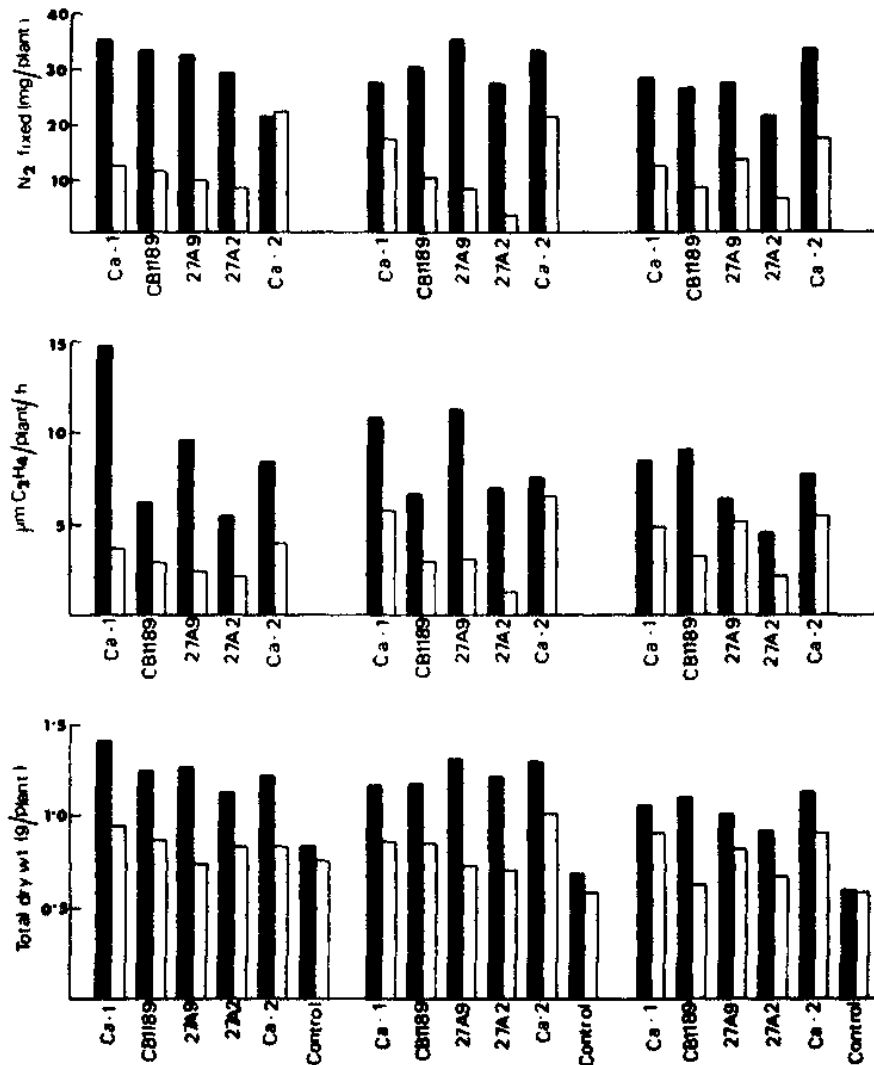 N2 fixed (mg/plant)
40
30
20
10
Ca-1 CB1189 27A9 27A2 Ca-2 Ca-1 CB1189 27A9 27A2 Ca-2 Ca-1 CB1189 27A9 27A2 Ca-2
µm C2H4/plant/h
15
10
5
Ca-1 CB1189 27A9 27A2 Ca-2 Ca-1 CB1189 27A9 27A2 Ca-2 Ca-1 CB1189 27A9 27A2 Ca-2
Total dry wt (g/plant)
1·5
1·0
0·5
Ca-1 CB1189 27A9 27A2 Ca-2 Control Ca-1 CB1189 27A9 27A2 Ca-2 Control Ca-1 CB1189 27A9 27A2 Ca-2 Control